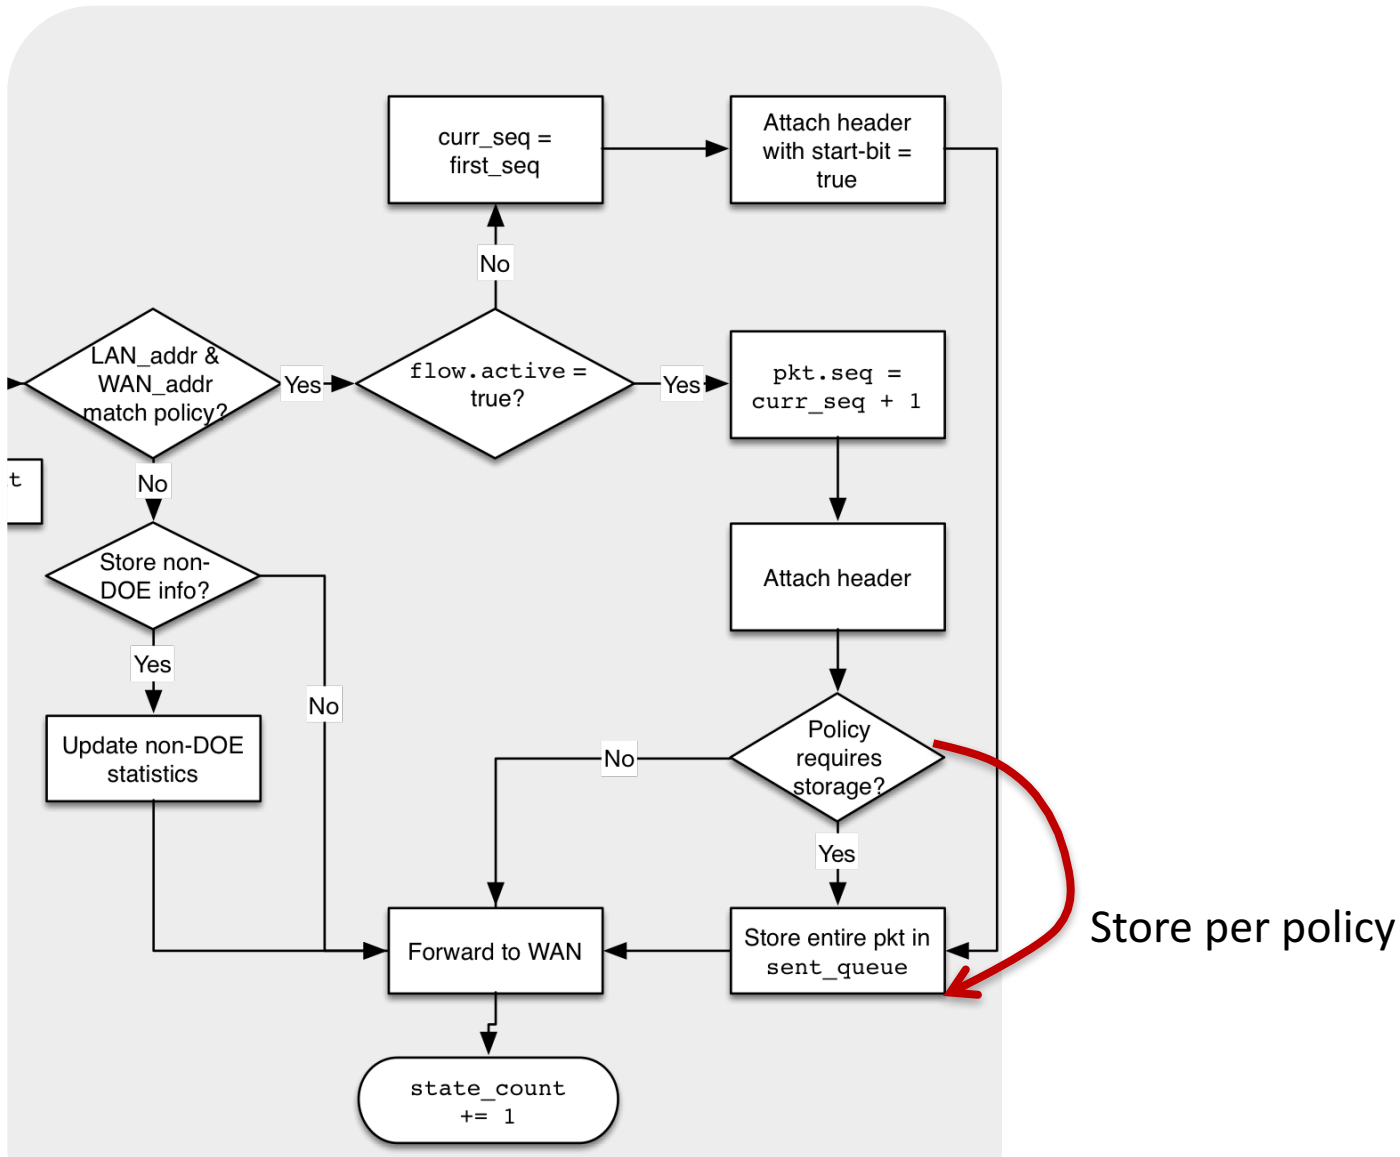 curr_seq =
first_seq
Attach header
with start-bit =
true
No
LAN_addr &
WAN_addr
match policy?
Yes
flow.active =
true?
Yes
pkt.seq =
curr_seq + 1
t
No
Store non-
DOE info?
Attach header
Yes
No
Update non-DOE
statistics
Policy
requires
storage?
No
Yes
Forward to WAN
Store entire pkt in
sent_queue
Store per policy
state_count
+= 1